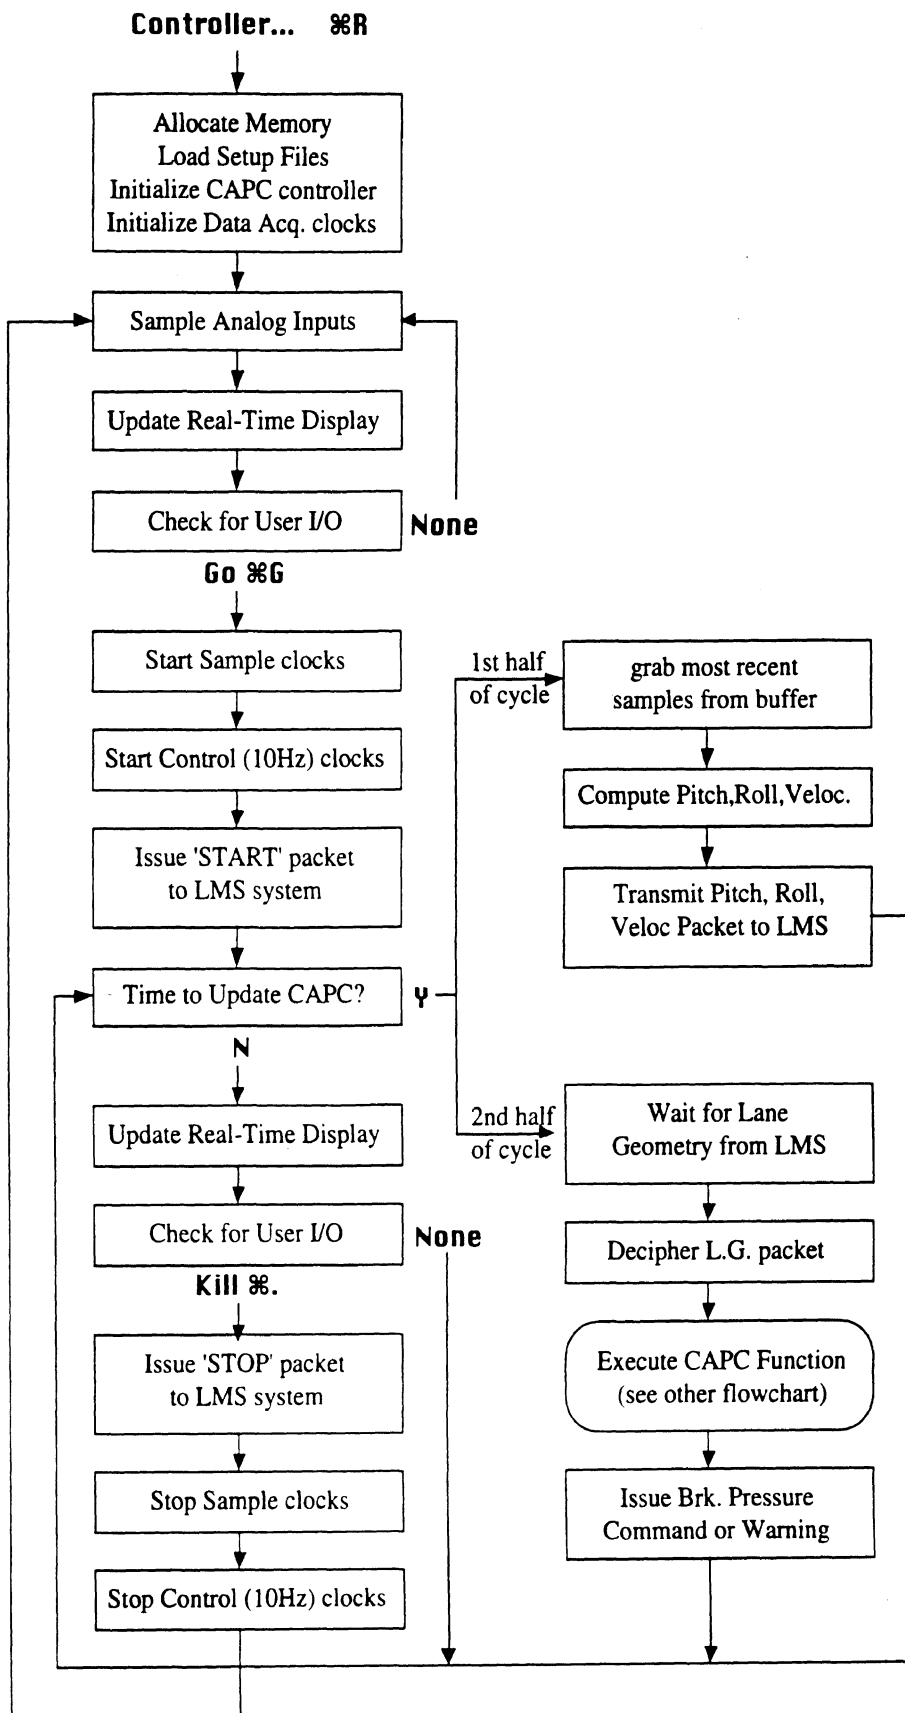 Controller... ⌘R
Allocate Memory
Load Setup Files
Initialize CAPC controller
Initialize Data Acq. clocks
Sample Analog Inputs
Update Real-Time Display
Check for User I/O
None
Go ⌘G
Start Sample clocks
Start Control (10Hz) clocks
Issue 'START' packet
to LMS system
Time to Update CAPC?
Y
1st half
of cycle
grab most recent
samples from buffer
Compute Pitch,Roll,Veloc.
Transmit Pitch, Roll,
Veloc Packet to LMS
N
Update Real-Time Display
Check for User I/O
None
Kill ⌘.
Issue 'STOP' packet
to LMS system
Stop Sample clocks
Stop Control (10Hz) clocks
2nd half
of cycle
Wait for Lane
Geometry from LMS
Decipher L.G. packet
Execute CAPC Function
(see other flowchart)
Issue Brk. Pressure
Command or Warning